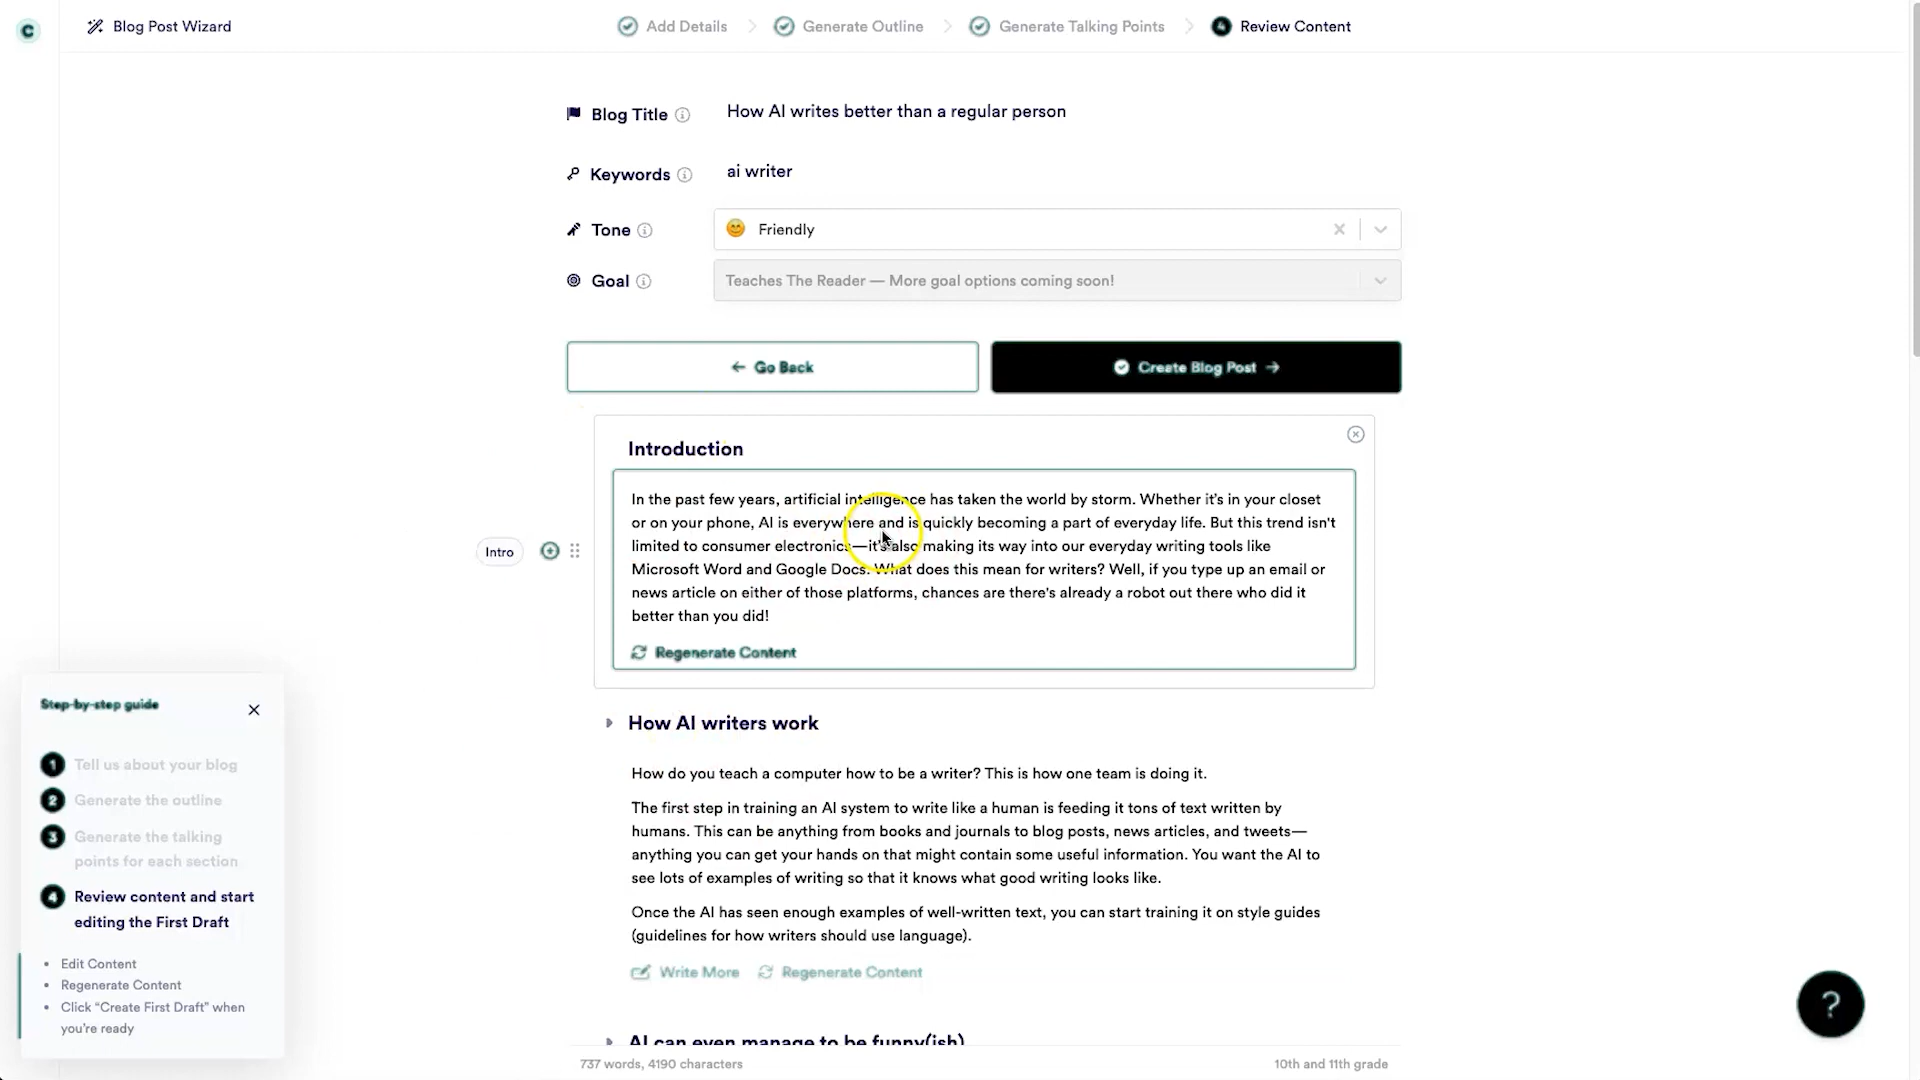 C
Blog Post Wizard
Add Details
Generate Outline
Generate Talking Points
4 Review Content
Blog Title
How AI writes better than a regular person
Keywords
ai writer
Tone
Friendly
Goal
Teaches The Reader — More goal options coming soon!
← Go Back
Create Blog Post →
Introduction
In the past few years, artificial intelligence has taken the world by storm. Whether it's in your closet
or on your phone, AI is everywhere and is quickly becoming a part of everyday life. But this trend isn't
limited to consumer electronics—it's also making its way into our everyday writing tools like
Microsoft Word and Google Docs. What does this mean for writers? Well, if you type up an email or
news article on either of those platforms, chances are there's already a robot out there who did it
better than you did!
Intro
Regenerate Content
How AI writers work
How do you teach a computer how to be a writer? This is how one team is doing it.
The first step in training an AI system to write like a human is feeding it tons of text written by
humans. This can be anything from books and journals to blog posts, news articles, and tweets—
anything you can get your hands on that might contain some useful information. You want the AI to
see lots of examples of writing so that it knows what good writing looks like.
Once the AI has seen enough examples of well-written text, you can start training it on style guides
(guidelines for how writers should use language).
Write More
Regenerate Content
AI can even manage to be funny(ish)
737 words, 4190 characters
10th and 11th grade
Step-by-step guide
1 Tell us about your blog
2 Generate the outline
3 Generate the talking
points for each section
4 Review content and start
editing the First Draft
• Edit Content
• Regenerate Content
• Click “Create First Draft” when
you're ready
?